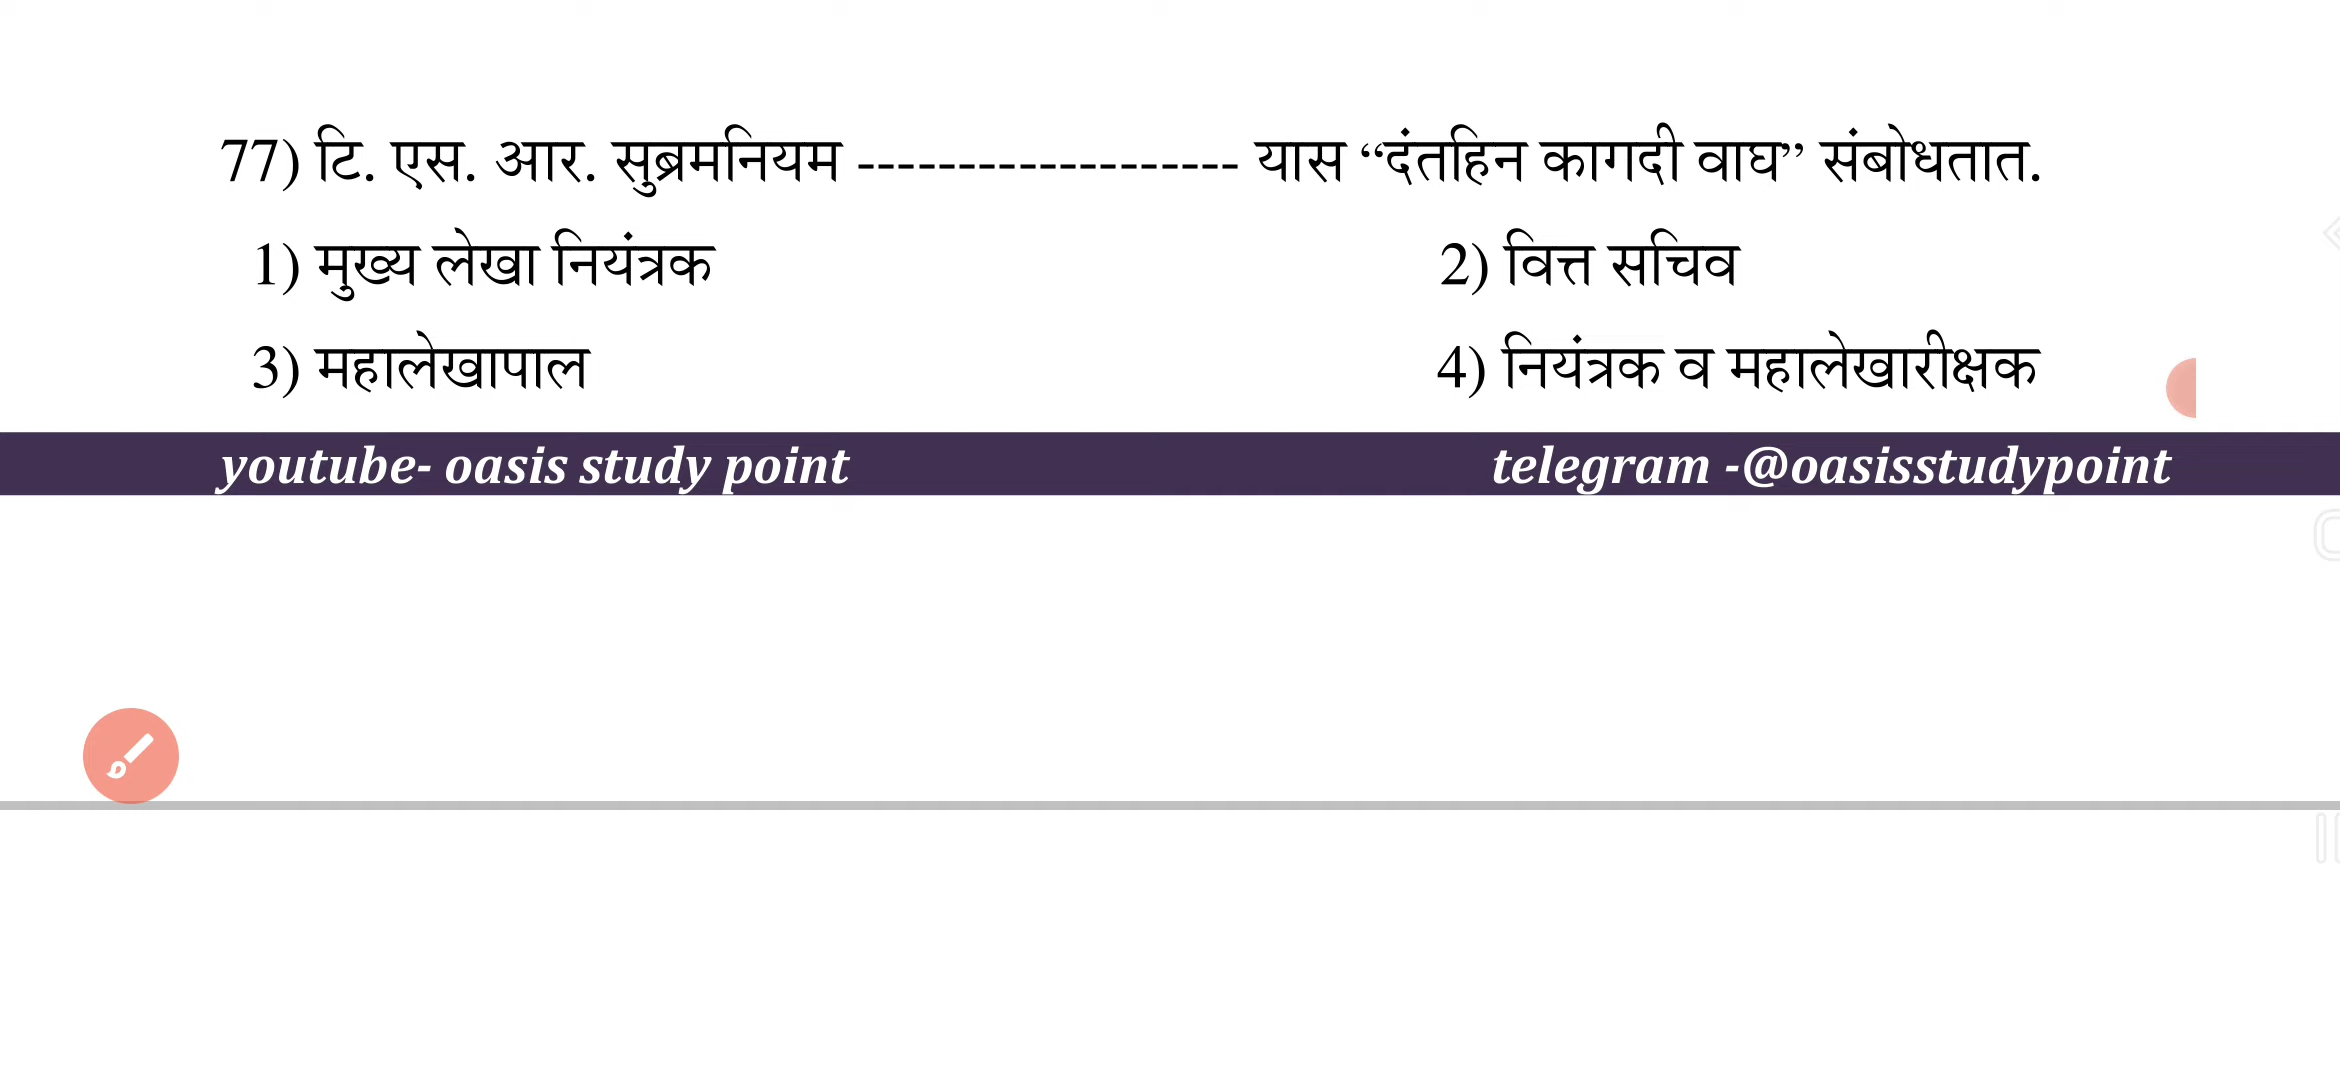 77) टि. एस. आर. सुब्रमनियम ------------------- यास “दंतहिन कागदी वाघ” संबोधतात.
1) मुख्य लेखा नियंत्रक 2) वित्त सचिव
3) महालेखापाल 4) नियंत्रक व महालेखारीक्षक
youtube- oasis study point telegram -@oasisstudypoint